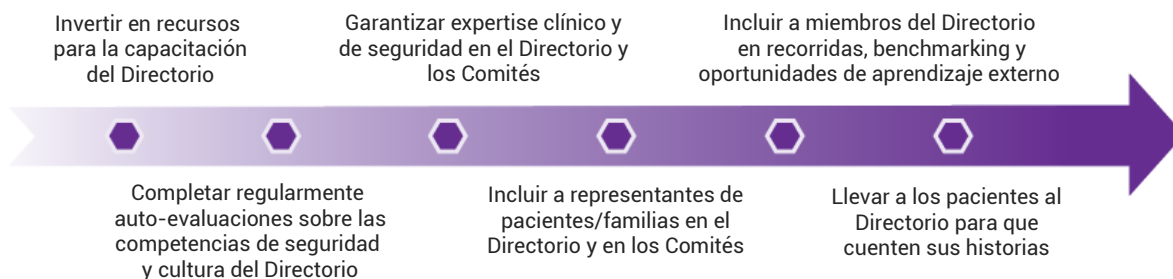 Invertir en recursos
para la capacitación
del Directorio
Completar regularmente
auto-evaluaciones sobre las
competencias de seguridad
y cultura del Directorio
Garantizar expertise clínico y
de seguridad en el Directorio y
los Comités
Incluir a representantes de
pacientes/familias en el
Directorio y en los Comités
Incluir a miembros del Directorio
en recorridas, benchmarking y
oportunidades de aprendizaje externo
Llevar a los pacientes al
Directorio para que
cuenten sus historias